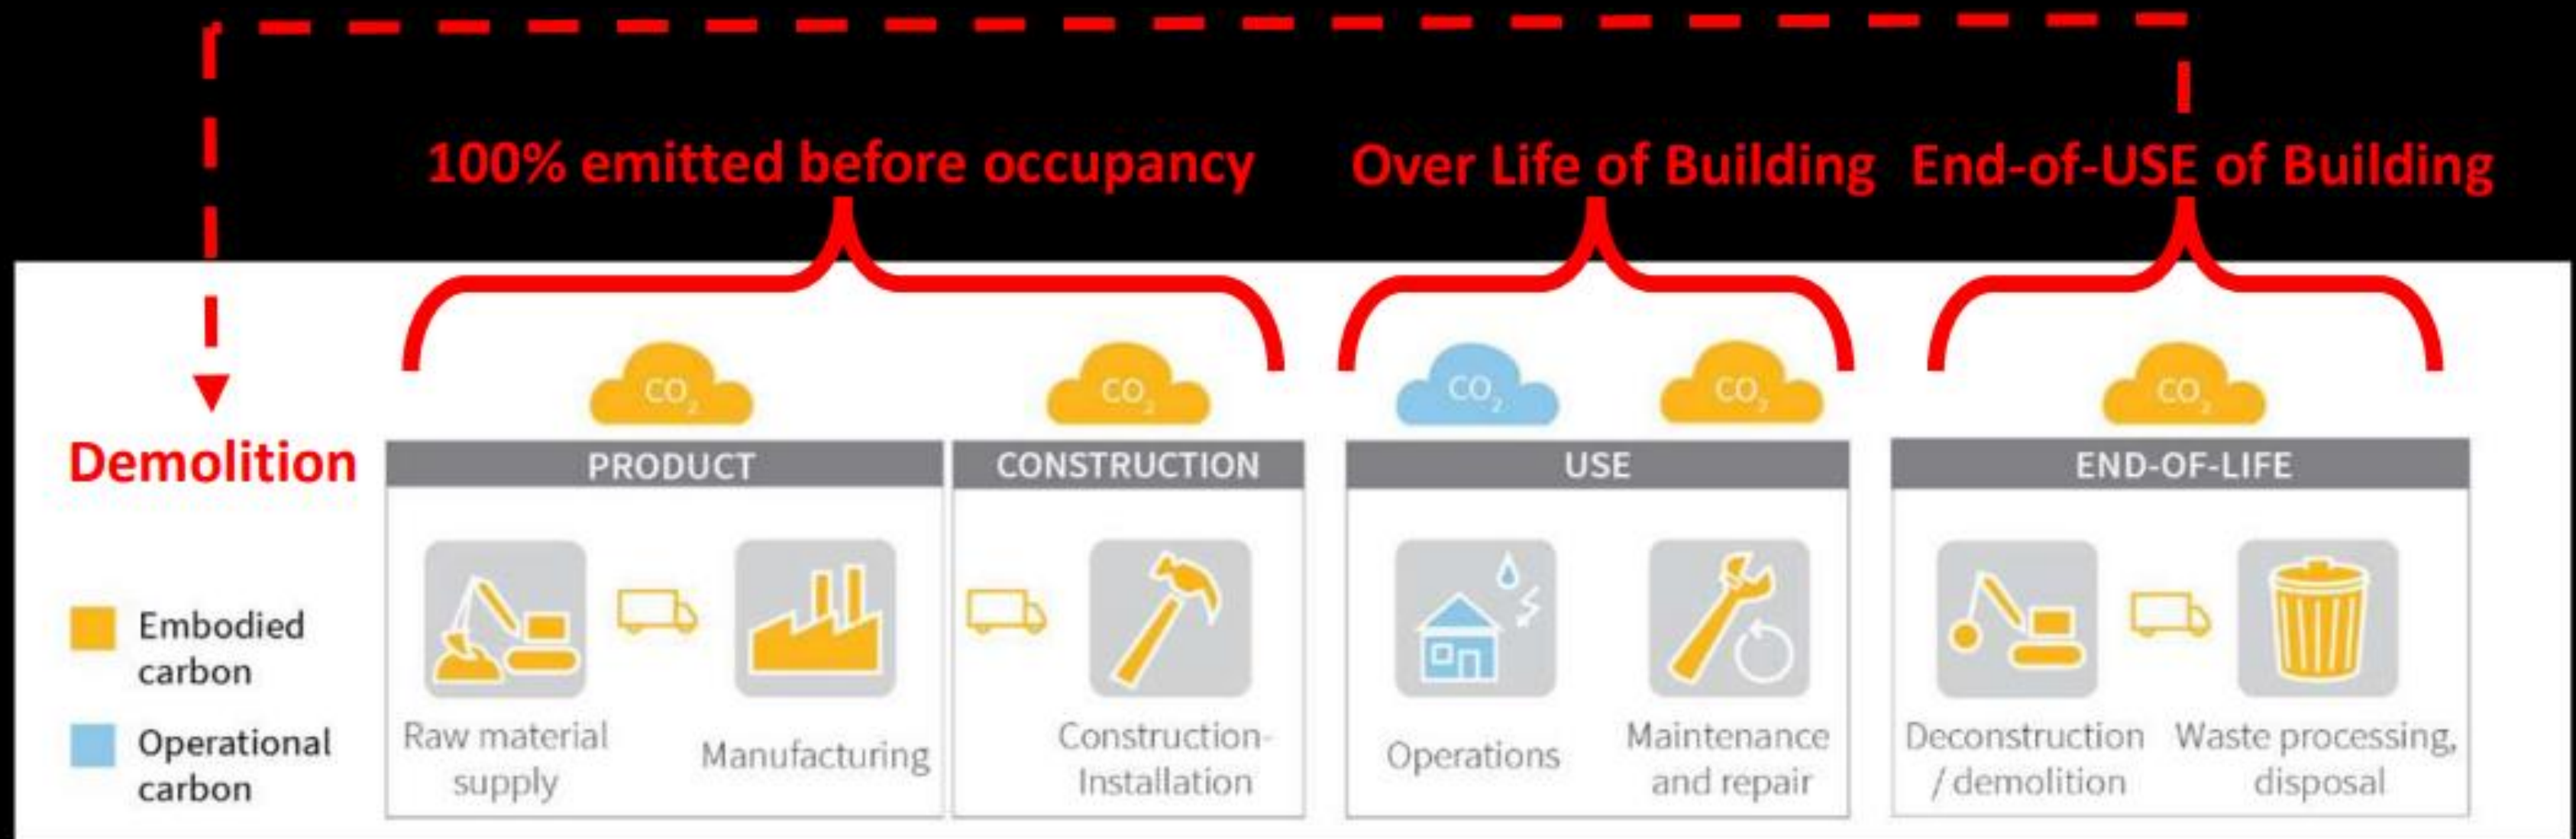 100% emitted before occupancy
Over Life of Building
End-of-USE of Building
CO2
CO2
CO2
CO2
CO2
Demolition
PRODUCT
CONSTRUCTION
USE
END-OF-LIFE
Embodied
carbon
Operational
carbon
Raw material
supply
Manufacturing
Construction-
Installation
Operations
Maintenance
and repair
Deconstruction
/ demolition
Waste processing,
disposal